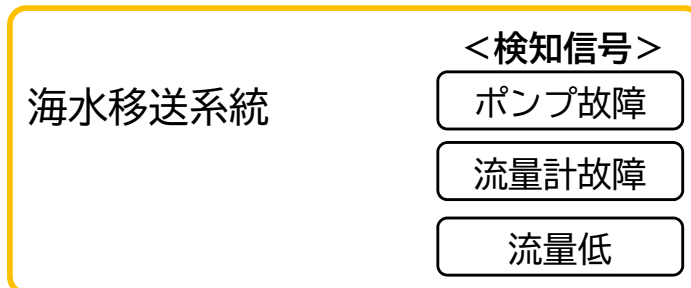 ＜検知信号＞
海水移送系統
ポンプ故障
流量計故障
流量低